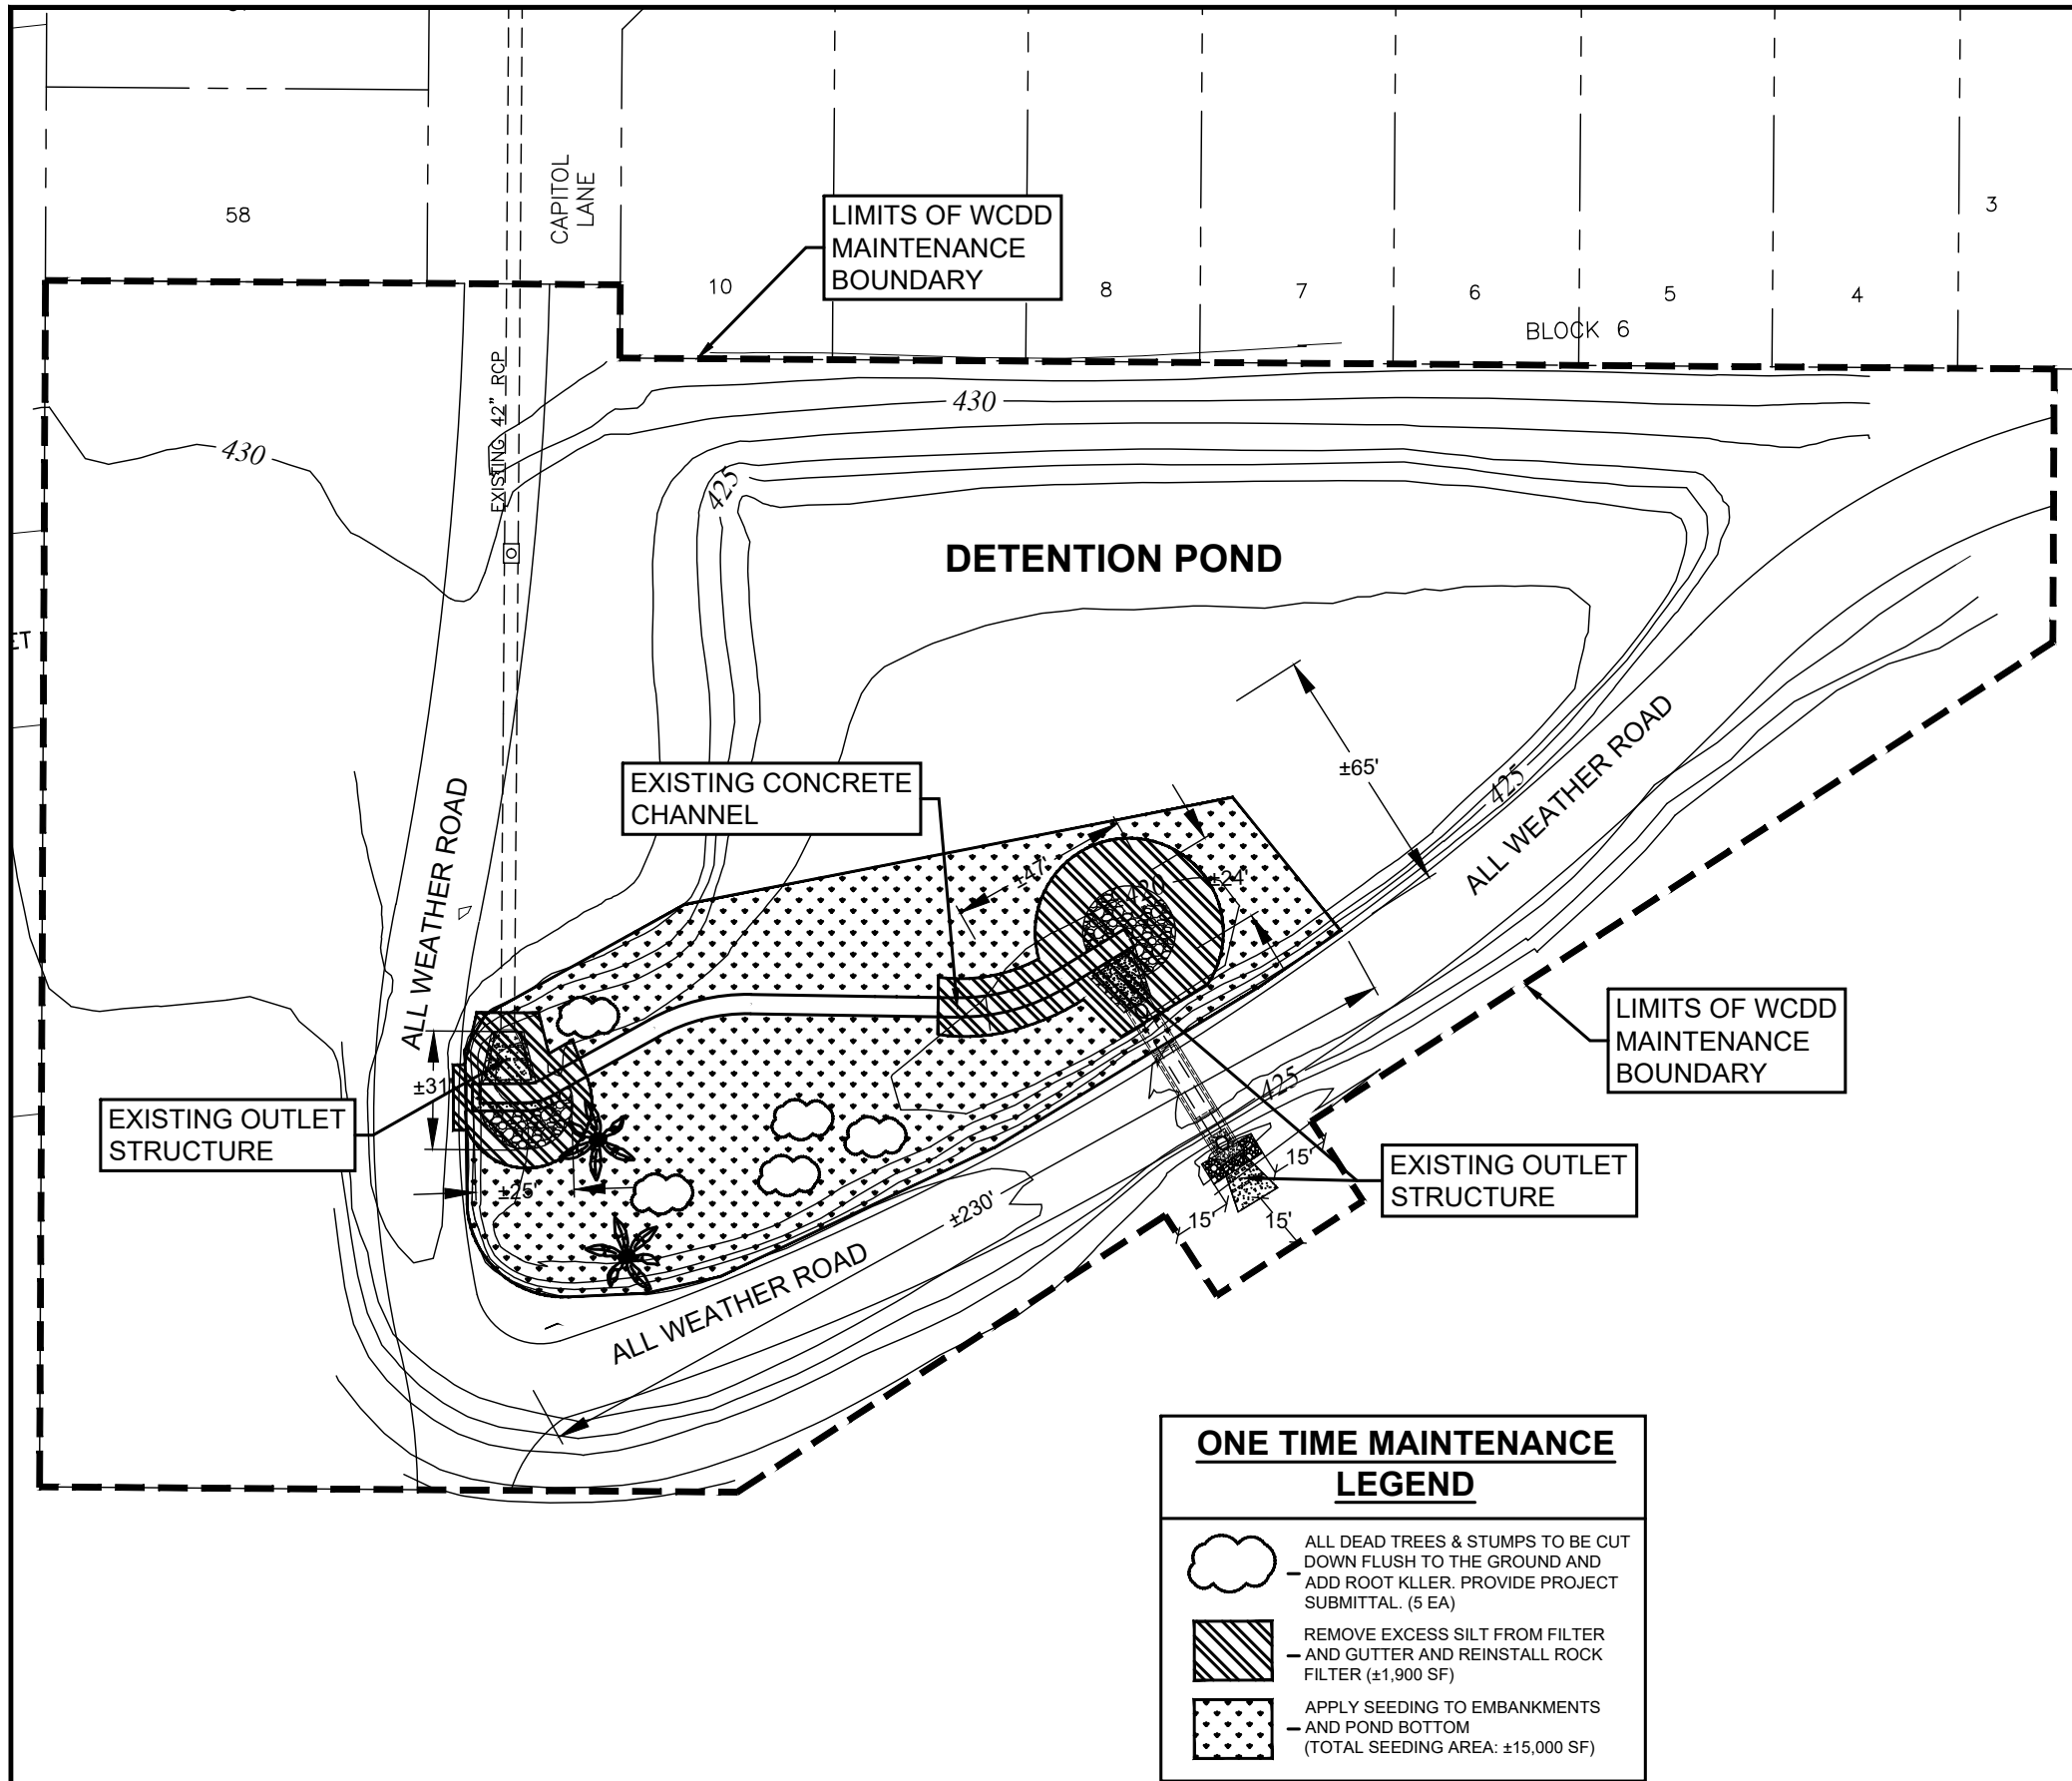 58
CAPITOL
LANE
LIMITS OF WCDD
MAINTENANCE
BOUNDARY
3
10
8
7
6
5
4
BLOCK 6
EXISTING 42" RCP
430
430
425
DETENTION POND
ET
±65'
EXISTING CONCRETE
CHANNEL
425
ALL WEATHER ROAD
ALL WEATHER ROAD
±47'
420
±24'
LIMITS OF WCDD
MAINTENANCE
BOUNDARY
±31'
EXISTING OUTLET
STRUCTURE
425
15'
EXISTING OUTLET
STRUCTURE
±25'
±230'
15'
15'
ALL WEATHER ROAD
ONE TIME MAINTENANCE
LEGEND
ALL DEAD TREES & STUMPS TO BE CUT
DOWN FLUSH TO THE GROUND AND
ADD ROOT KLLER. PROVIDE PROJECT
SUBMITTAL. (5 EA)
REMOVE EXCESS SILT FROM FILTER
AND GUTTER AND REINSTALL ROCK
FILTER (±1,900 SF)
APPLY SEEDING TO EMBANKMENTS
AND POND BOTTOM
(TOTAL SEEDING AREA: ±15,000 SF)